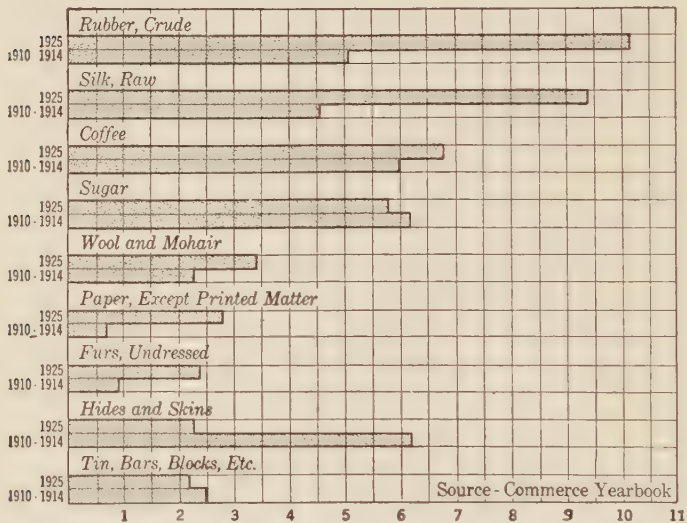 Rubber, Crude
1925
1910 1914
Silk, Raw
1925
1910-1914
Coffee
1925
1910-1914
Sugar
1925
1910-1914
Wool and Mohair
1925
1910-1914
Paper, Except Printed Matter
1925
1910-1914
Furs, Undressed
1925
1910-1914
Hides and Skins
1925
1910-1914
Tin, Bars, Blocks, Etc.
1925
1910-1914
Source-Commerce Yearbook
1 2 3 4 5 6 7 8 9 10 11